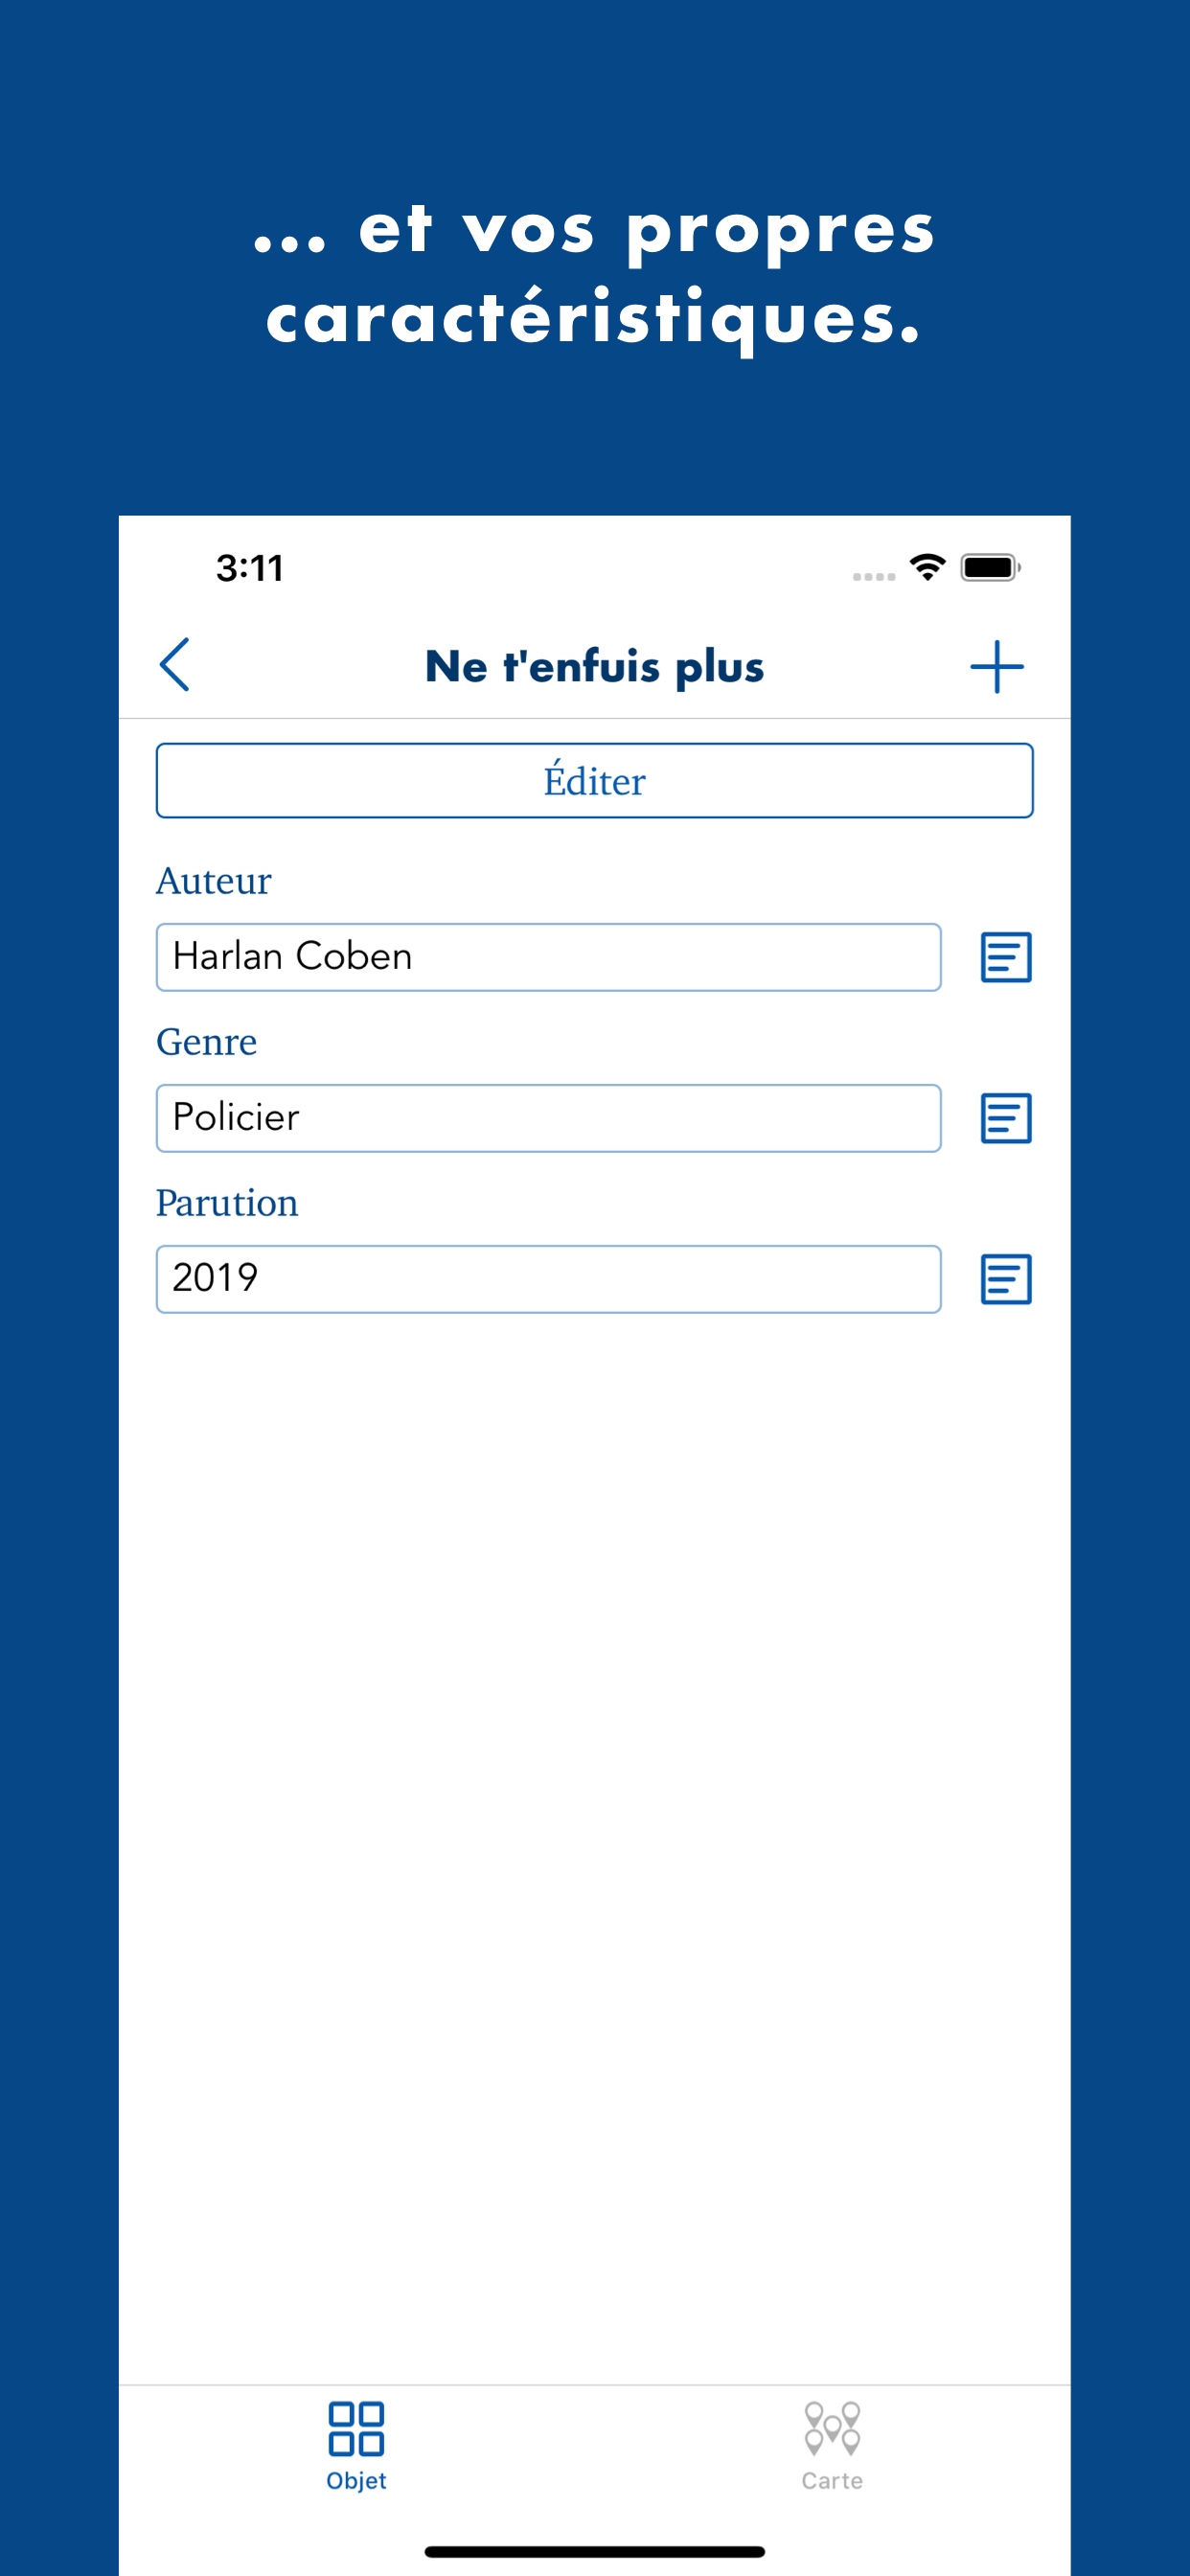 ... et vos propres
caractéristiques.
3:11
Ne t'enfuis plus
Éditer
Auteur
Harlan Coben
Genre
Policier
Parution
2019
Objet
Carte